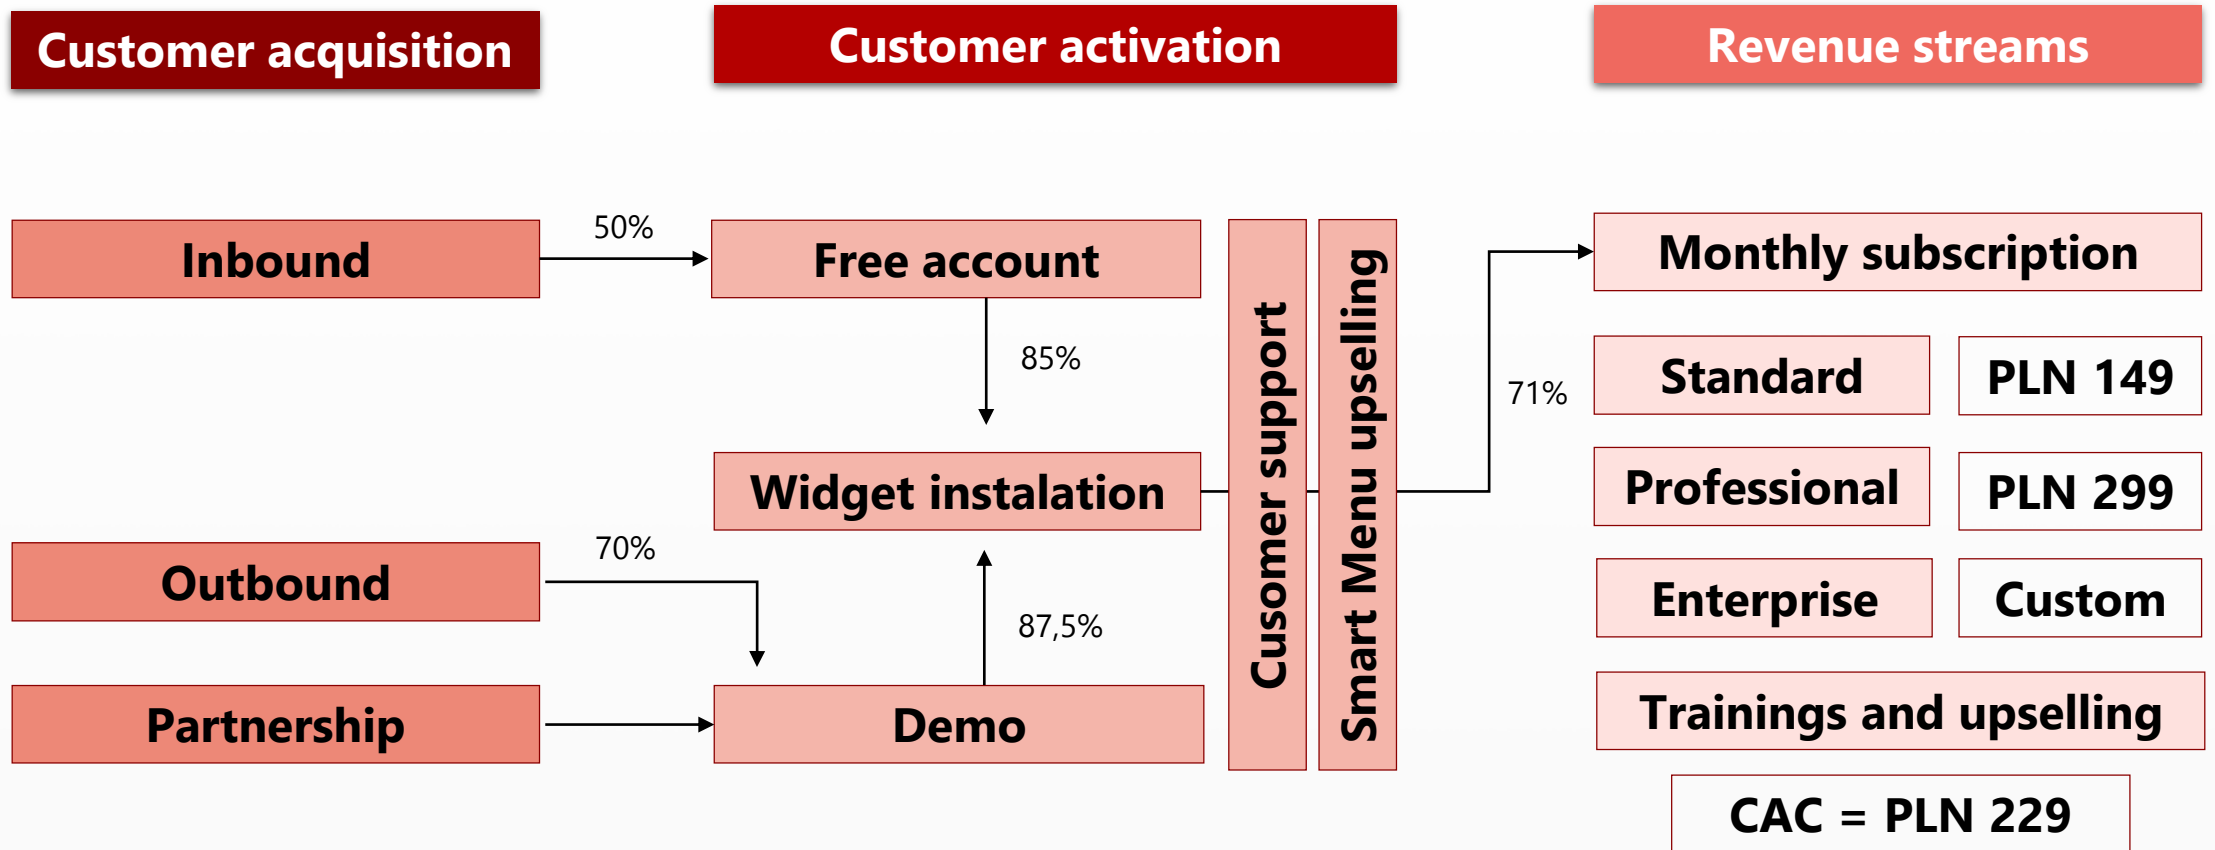 Customer acquisition
Customer activation
Revenue streams
Inbound
50%
Free account
85%
Widget instalation
Outbound
70%
87,5%
Partnership
Demo
Cusomer support
Smart Menu upselling
71%
Monthly subscription
Standard
PLN 149
Professional
PLN 299
Enterprise
Custom
Trainings and upselling
CAC = PLN 229